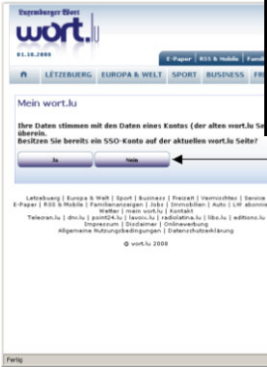 Luxemburger Wort
wort.lu
01.10.2008
E-Paper | RSS & Mobile | Famili
LËTZEBUERG EUROPA & WELT SPORT BUSINESS FR
Mein wort.lu
Ihre Daten stimmen mit den Daten eines Kontos (der alten wort.lu Se
überein.
Besitzen Sie bereits ein SSO-Konto auf der aktuellen wort.lu Seite?
Ja Nein
Letzebuerg | Europa & Welt | Sport | Business | Freizeit | Vermischtes | Service
E-Paper | RSS & Mobile | Familienanzeigen | Jobs | Immobilien | Auto | LW abonnie
Wetter | mein wort.lu | Kontakt
Telecran.lu | dnr.lu | point24.lu | lavoix.lu | radiolatina.lu | libo.lu | editions.lu
Impressum | Disclaimer | Onlinewerbung
Allgemeine Nutzungsbedingungen | Datenschutzerklärung
© wort.lu 2008
Fertig